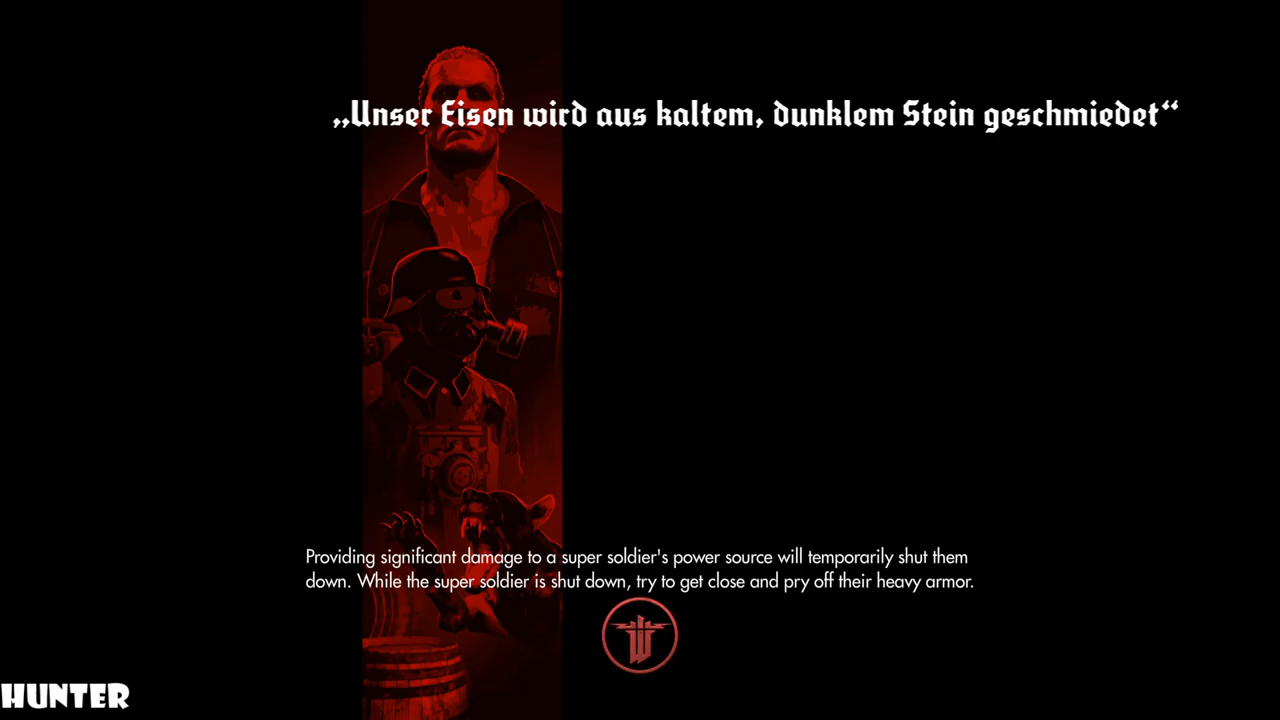 „Unser Eisen wird aus kaltem, dunklem Stein geschmiedet“
Providing significant damage to a super soldier's power source will temporarily shut them
down. While the super soldier is shut down, try to get close and pry off their heavy armor.
HUNTER